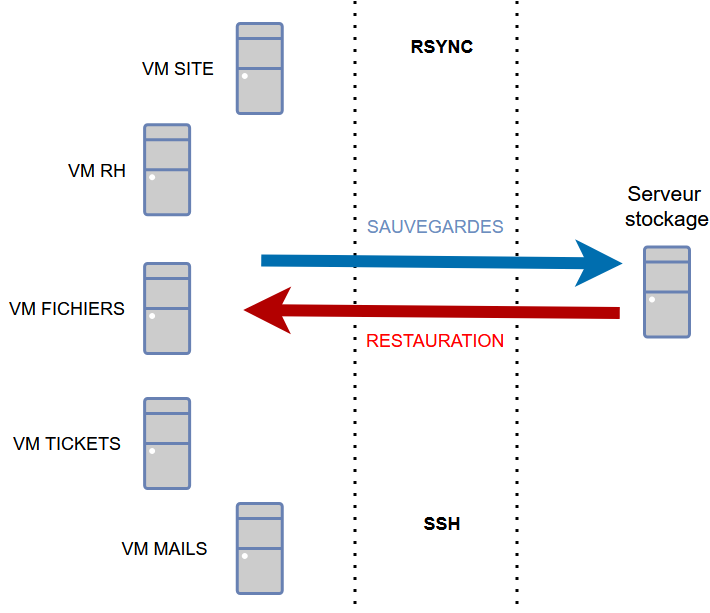 RSYNC
VM SITE
VM RH
Serveur
stockage
SAUVEGARDES
VM FICHIERS
RESTAURATION
VM TICKETS
SSH
VM MAILS